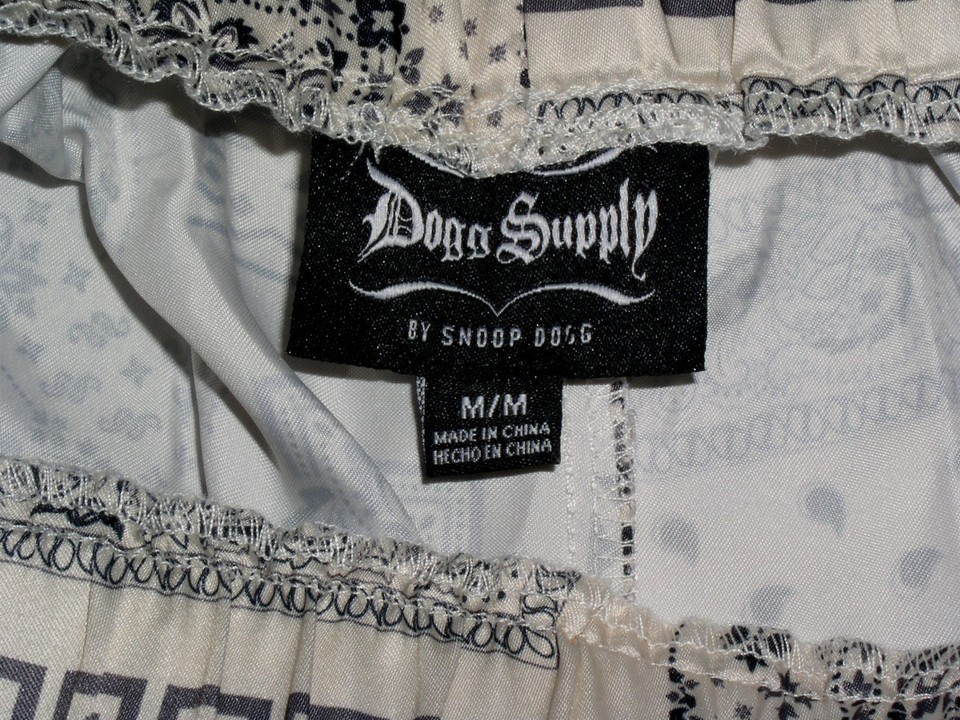 Dogg Supply
BY SNOOP DOGG
M/M
MADE IN CHINA
HECHO EN CHINA